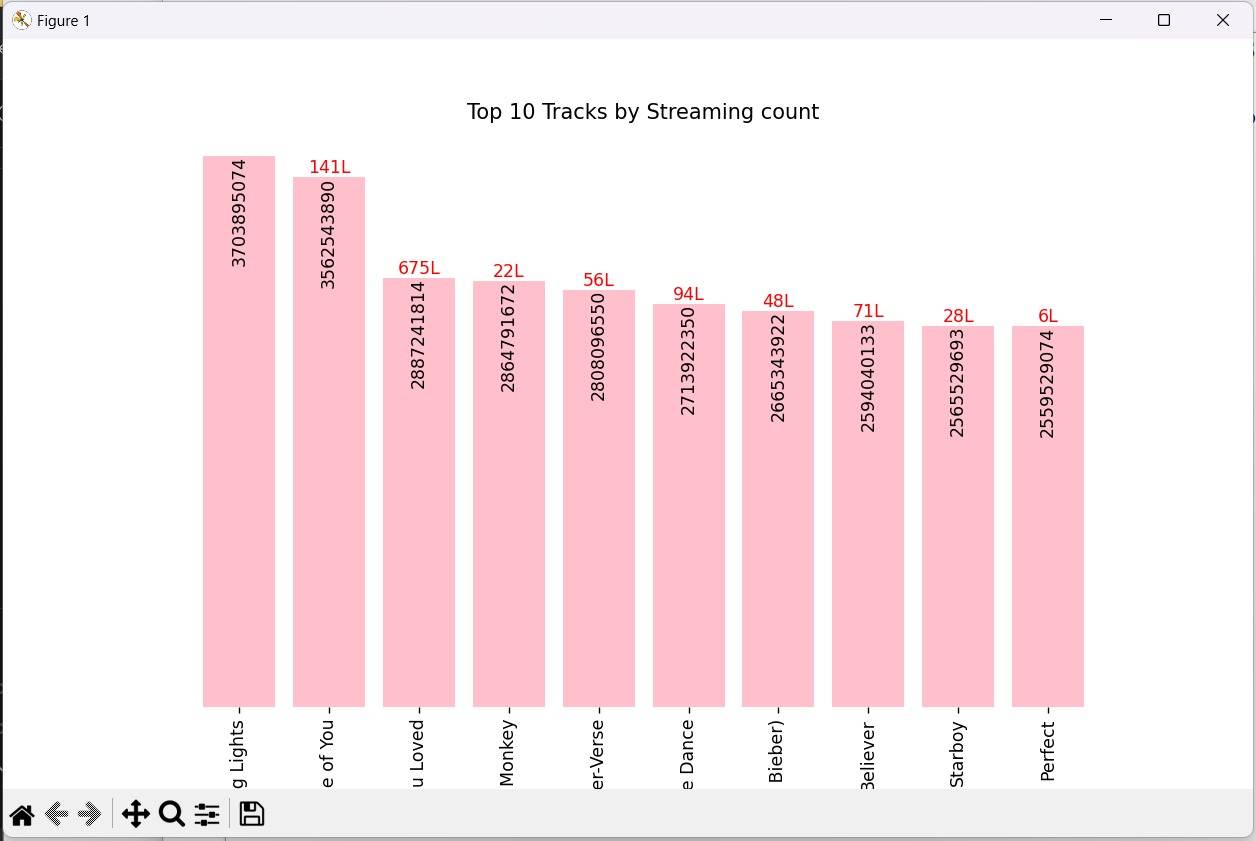 Figure 1
Top 10 Tracks by Streaming count
3703895074
141L
3562543890
675L
2887241814
22L
2864791672
56L
2808096550
94L
2713922350
48L
2665343922
71L
2594040133
28L
2565529693
6L
2559529074
g Lights
e of You
u Loved
Monkey
er-Verse
e Dance
Bieber)
Believer
Starboy
Perfect